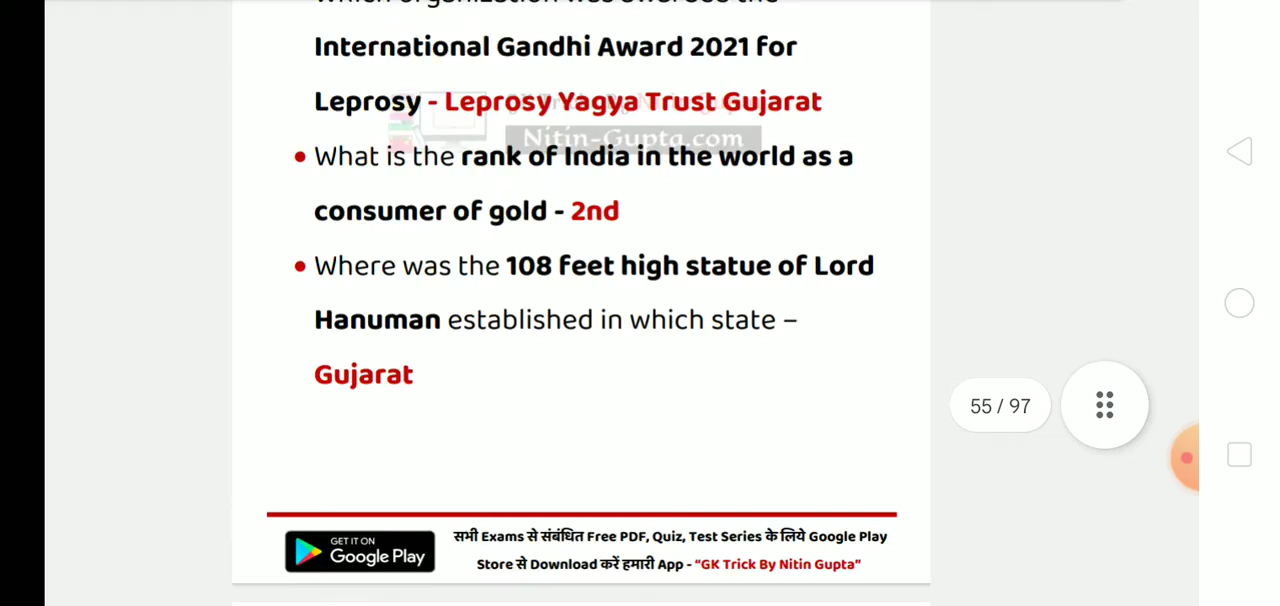 International Gandhi Award 2021 for
Leprosy - Leprosy Yagya Trust Gujarat
Nitin-Gupta.com
• What is the rank of India in the world as a
consumer of gold - 2nd
• Where was the 108 feet high statue of Lord
Hanuman established in which state –
Gujarat
55 / 97
GET IT ON
Google Play
सभी Exams से संबंधित Free PDF, Quiz, Test Series के लिये Google Play
Store से Download करें हमारी App - “GK Trick By Nitin Gupta”